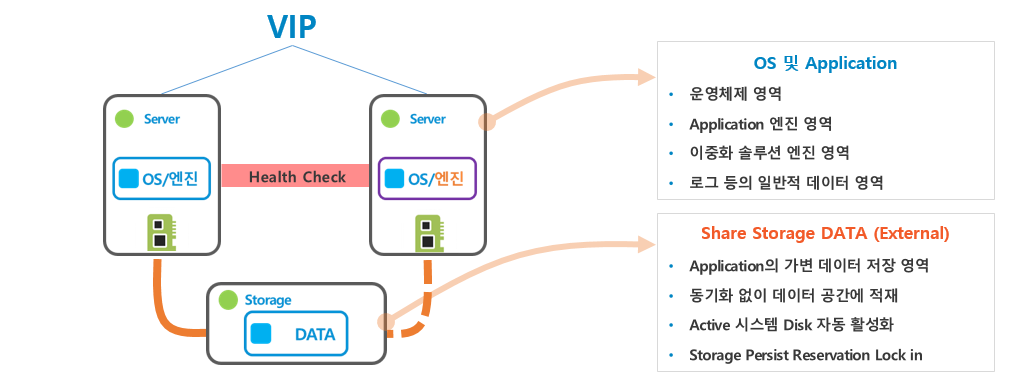 VIP
Server
OS/엔진
Health Check
Server
OS/엔진
Storage
DATA
OS 및 Application
• 운영체제 영역
• Application 엔진 영역
• 이중화 솔루션 엔진 영역
• 로그 등의 일반적 데이터 영역
Share Storage DATA (External)
• Application의 가변 데이터 저장 영역
• 동기화 없이 데이터 공간에 적재
• Active 시스템 Disk 자동 활성화
• Storage Persist Reservation Lock in